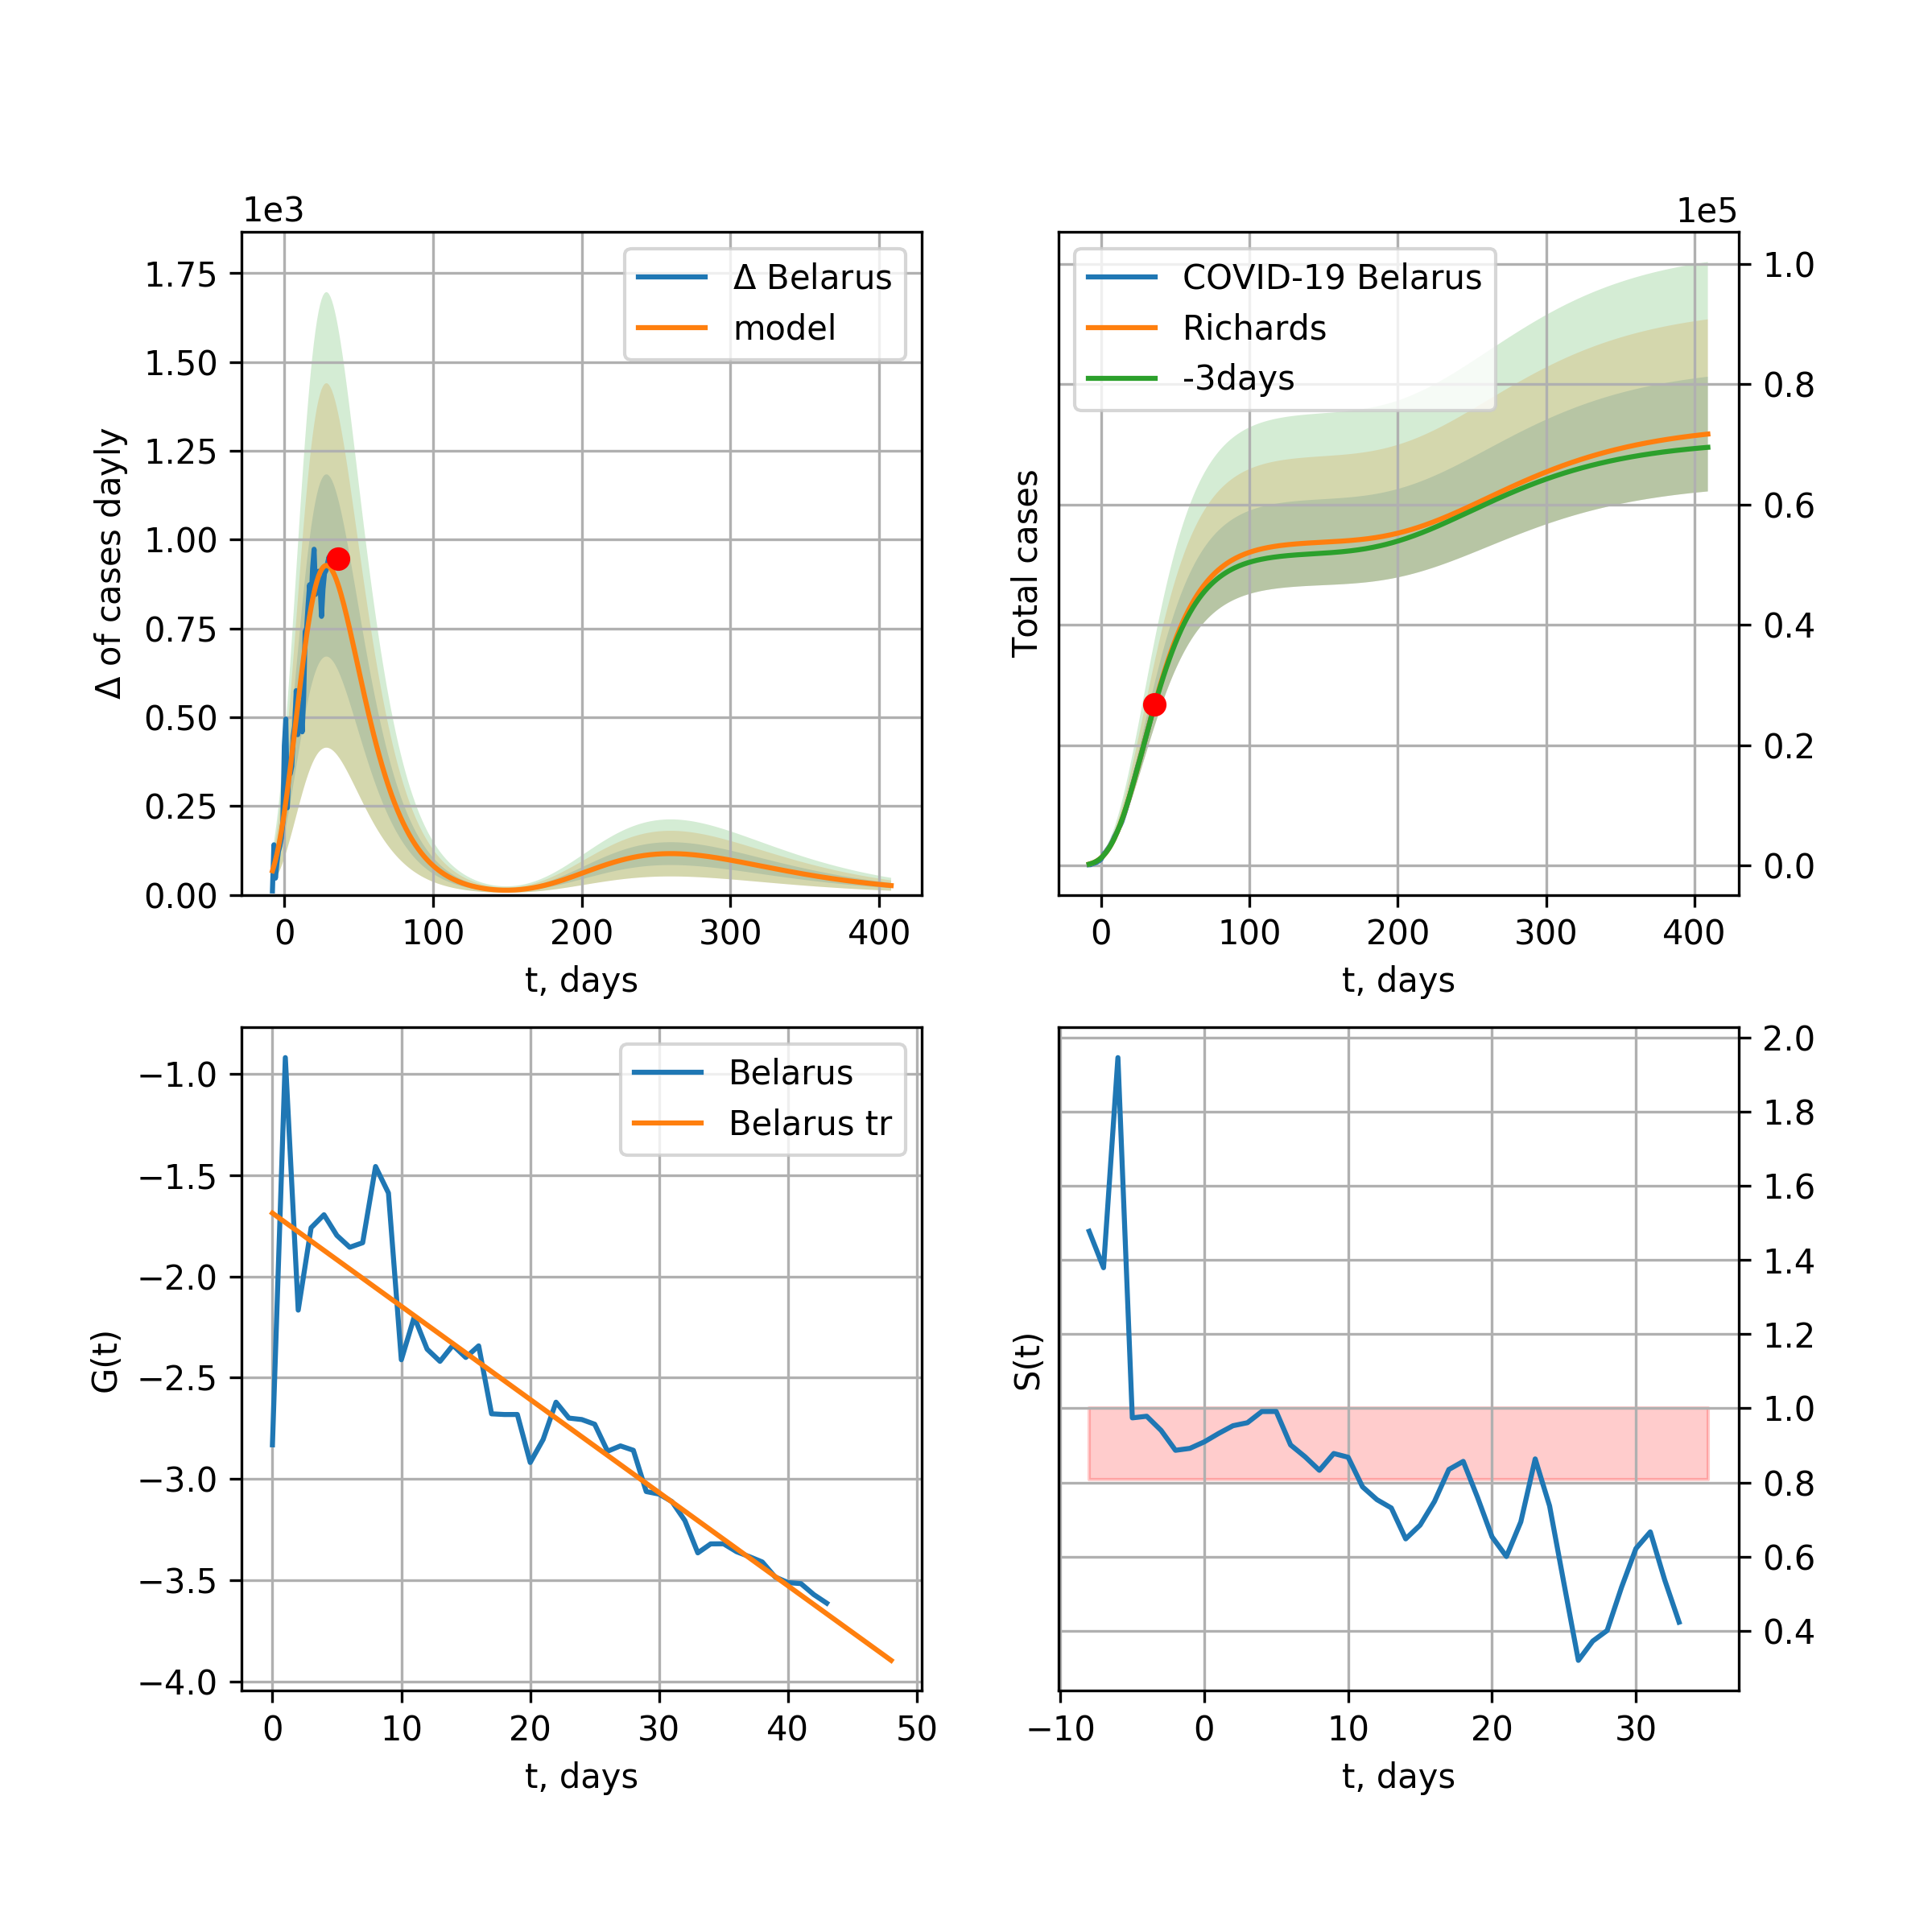 1e3
1.75
1.50
1.25
1.00
0.75
0.50
0.25
0.00
Δ of cases dayly
Δ Belarus
model
0 100 200 300 400
t, days
1e5
COVID-19 Belarus
Richards
-3days
Total cases
1.0
0.8
0.6
0.4
0.2
0.0
0 100 200 300 400
t, days
−1.0
−1.5
−2.0
−2.5
−3.0
−3.5
−4.0
G(t)
Belarus
Belarus tr
0 10 20 30 40 50
t, days
S(t)
2.0
1.8
1.6
1.4
1.2
1.0
0.8
0.6
0.4
−10 0 10 20 30
t, days